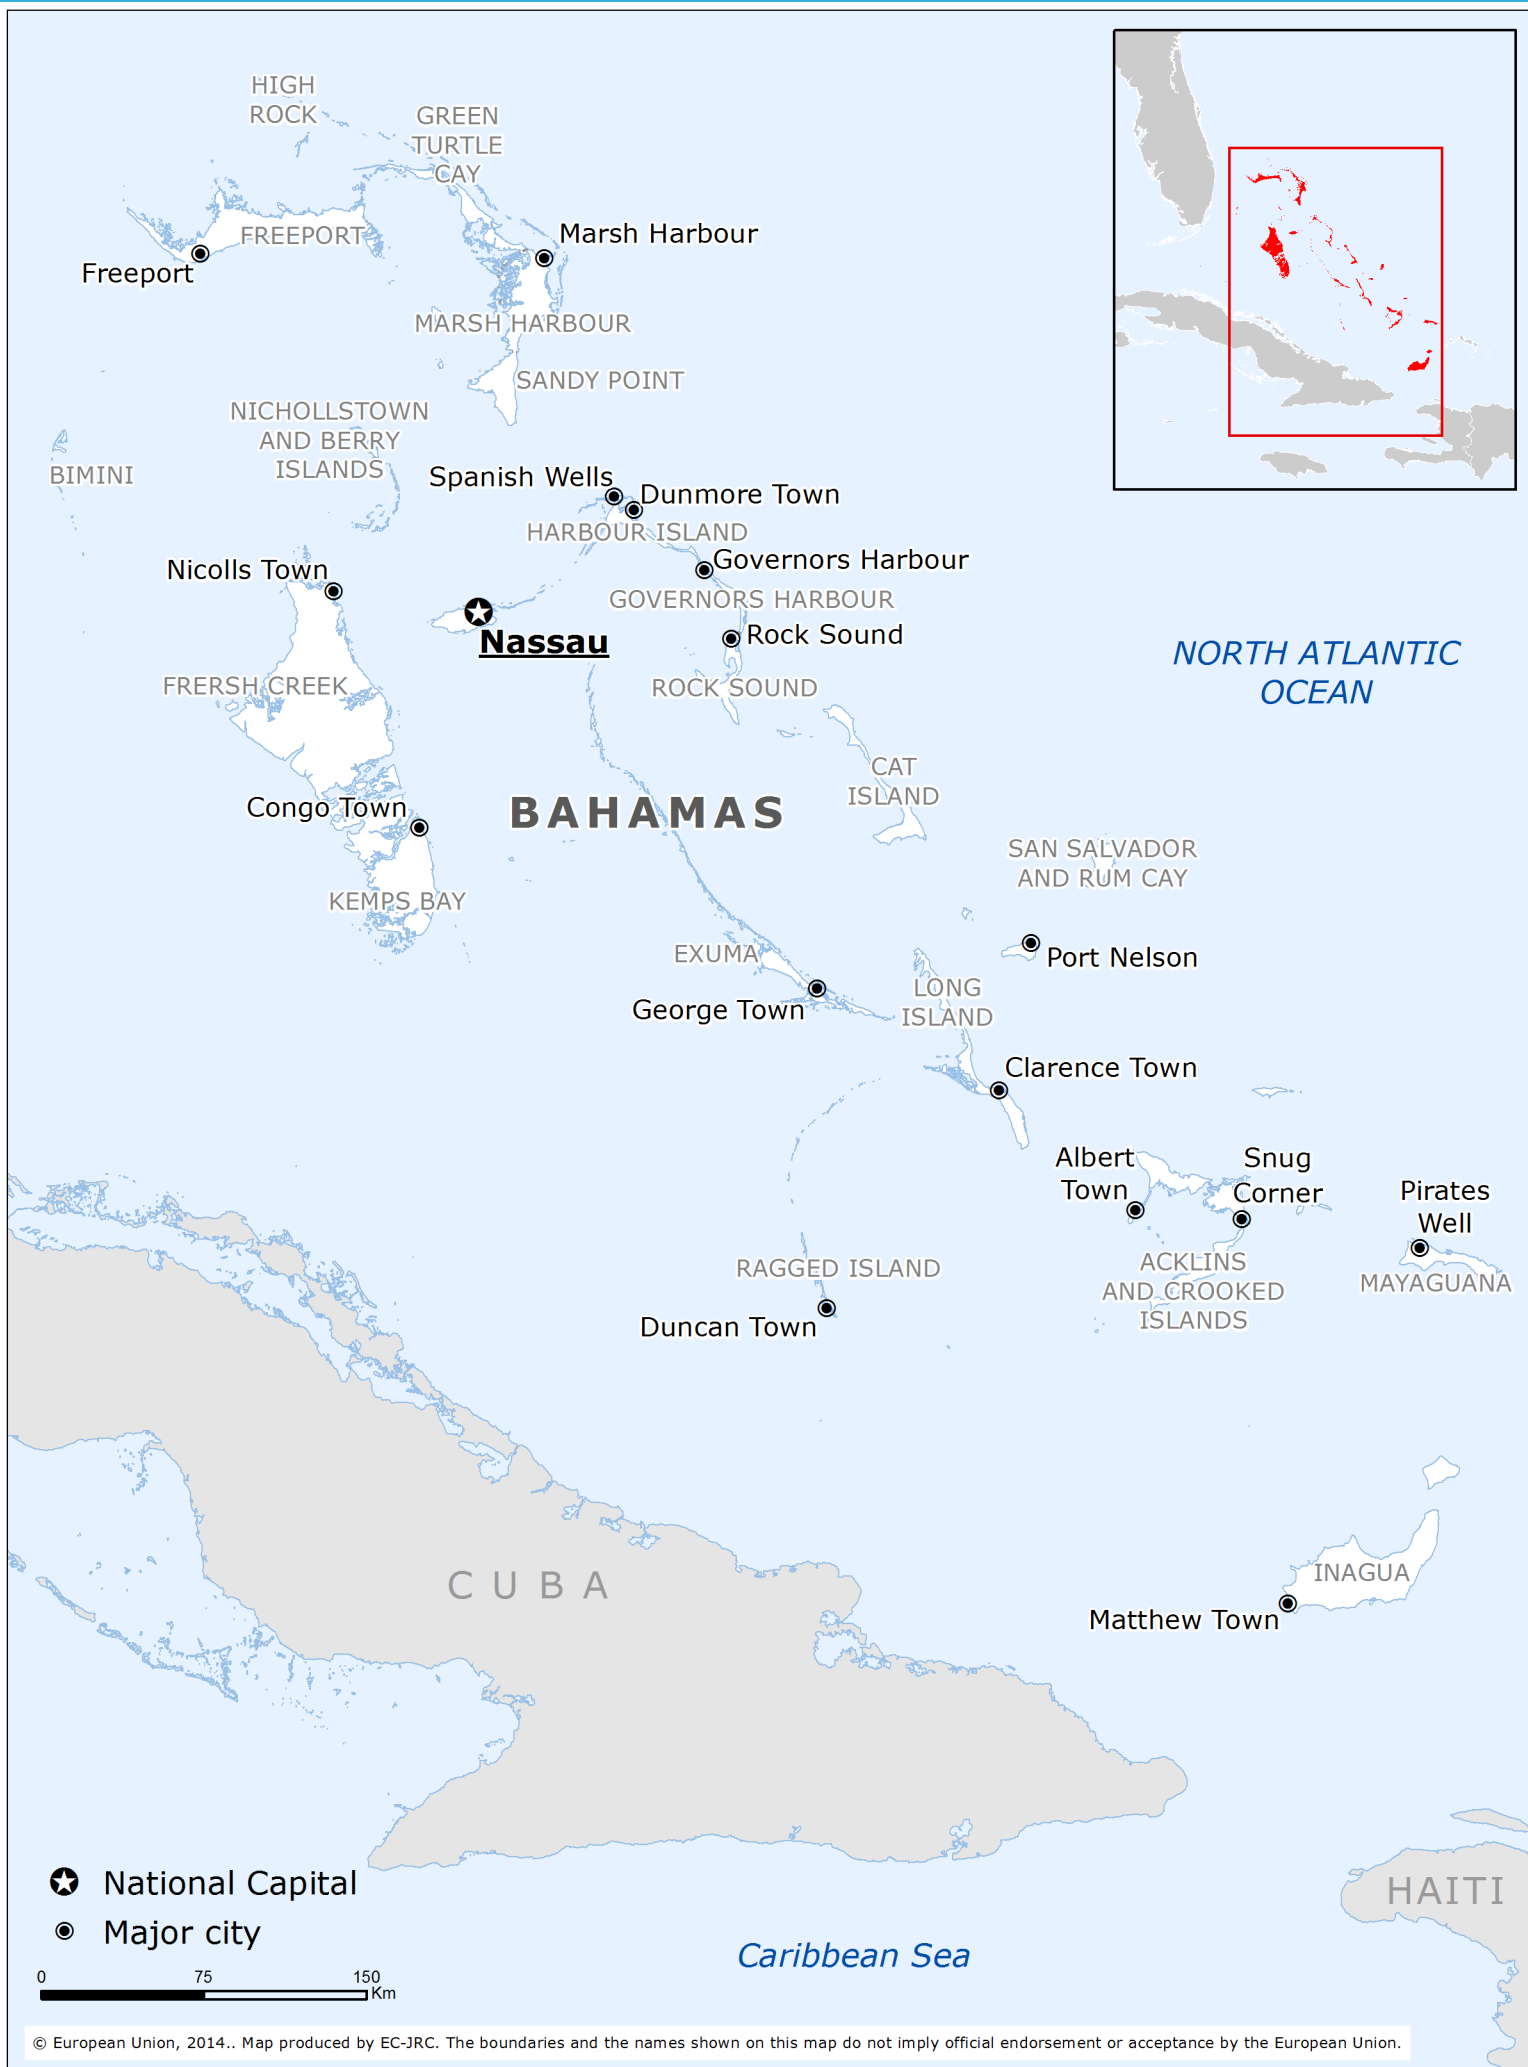 HIGH
ROCK
GREEN
TURTLE
CAY
Marsh Harbour
FREEPORT
Freeport
MARSH HARBOUR
SANDY POINT
NICHOLLSTOWN
AND BERRY
ISLANDS
BIMINI
Spanish Wells
Dunmore Town
HARBOUR ISLAND
Governors Harbour
Nicolls Town
GOVERNORS HARBOUR
Nassau
Rock Sound
NORTH ATLANTIC
OCEAN
FRERSH CREEK
ROCK SOUND
CAT
ISLAND
Congo Town
BAHAMAS
SAN SALVADOR
AND RUM CAY
KEMPS BAY
EXUMA
Port Nelson
LONG
ISLAND
George Town
Clarence Town
Albert
Town
Snug
Corner
Pirates
Well
RAGGED ISLAND
ACKLINS
AND CROOKED
ISLANDS
MAYAGUANA
Duncan Town
CUBA
INAGUA
Matthew Town
National Capital
HAITI
Major city
Caribbean Sea
0 75 150
Km
© European Union, 2014.. Map produced by EC-JRC. The boundaries and the names shown on this map do not imply official endorsement or acceptance by the European Union.